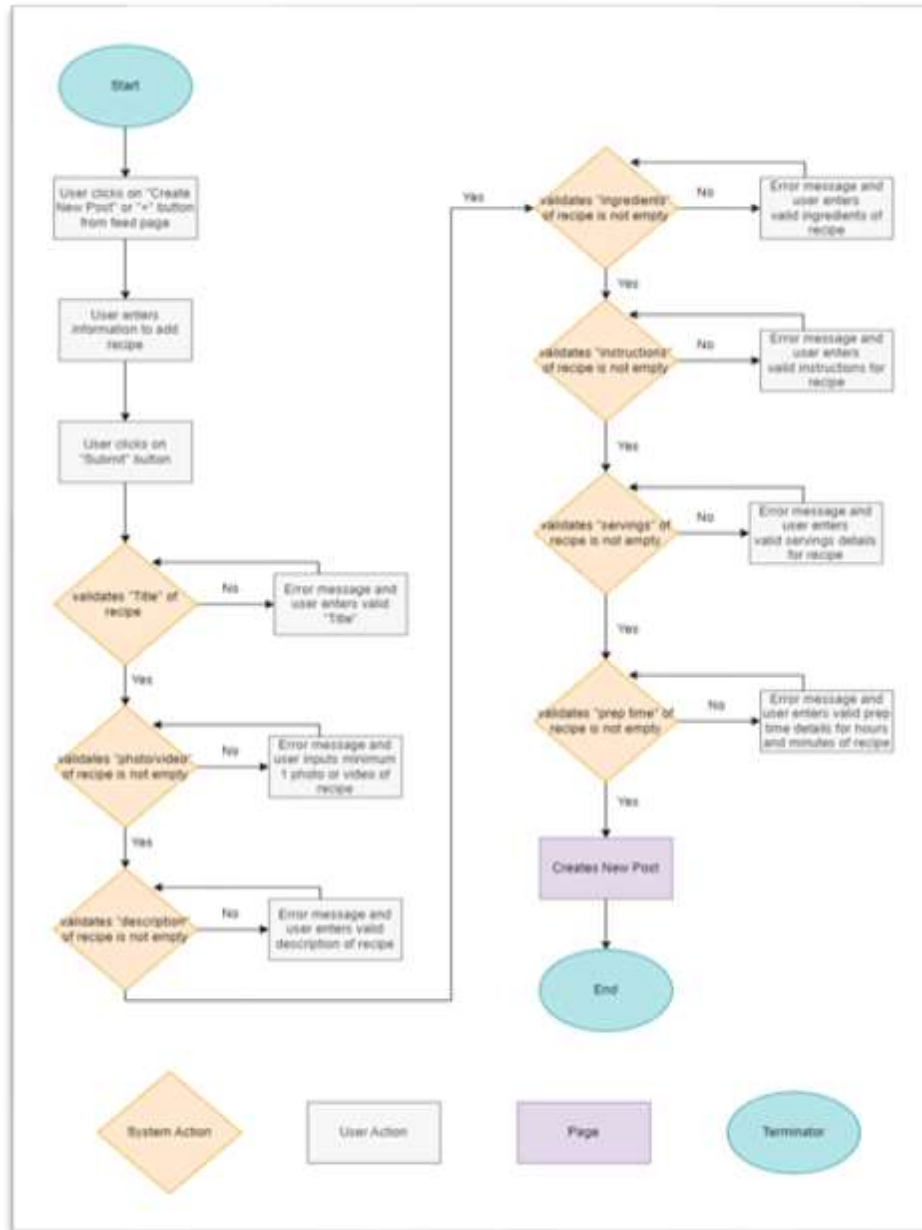 Start
User clicks on "Create
New Post" or "+" button
from feed page
User enters
information to add
recipe
User clicks on
"Submit" button
validates "Title" of
recipe
No
Error message and
user enters valid
"Title"
Yes
validates "photo/video"
of recipe is not empty
No
Error message and
user inputs minimum
1 photo or video of
recipe
Yes
validates "description"
of recipe is not empty
No
Error message and
user enters valid
description of recipe
Yes
validates "ingredients"
of recipe is not empty
No
Error message and
user enters
valid ingredients of
recipe
Yes
validates "instructions"
of recipe is not empty
No
Error message and
user enters
valid instructions for
recipe
Yes
validates "servings" of
recipe is not empty
No
Error message and
user enters
valid servings details
for recipe
Yes
validates "prep time" of
recipe is not empty
No
Error message and
user enters valid prep
time details for hours
and minutes of recipe
Yes
Creates New Post
End
System Action
User Action
Page
Terminator